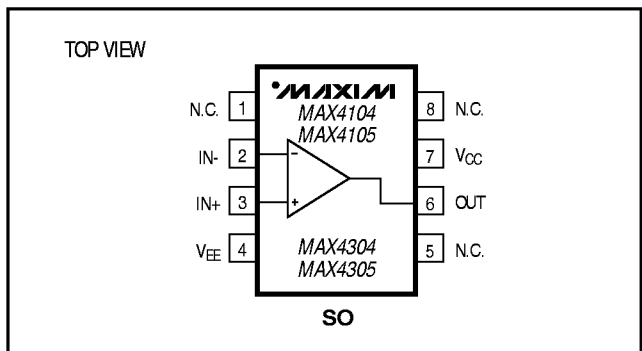 TOP VIEW
MAXIM
MAX4104
MAX4105
N.C. 1
8 N.C.
IN- 2
-
7 VCC
IN+ 3
+
6 OUT
VEE 4
5 N.C.
MAX4304
MAX4305
SO